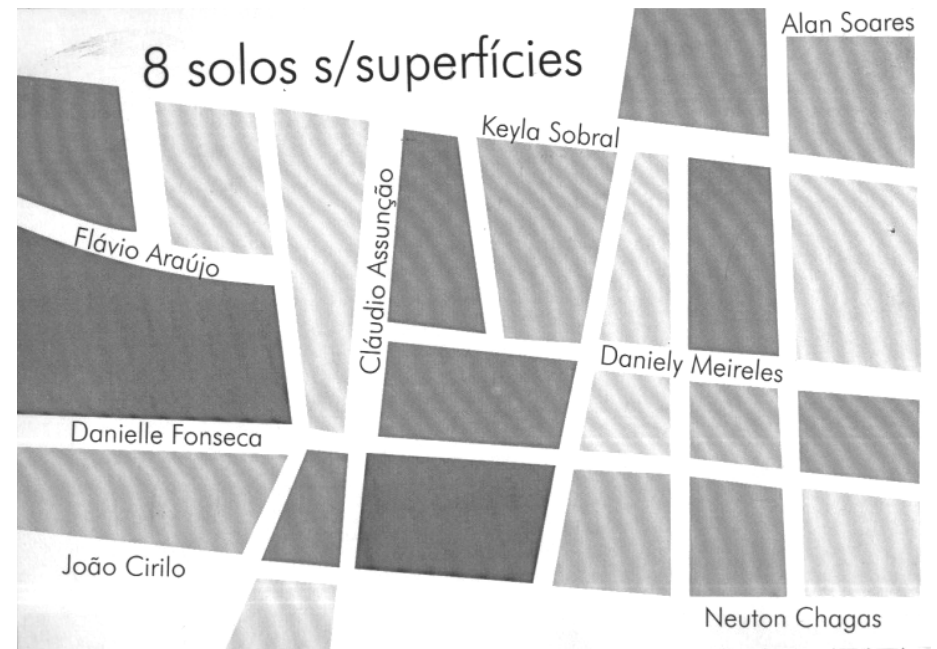 Alan Soares
8 solos s/superfícies
Keyla Sobral
Cláudio Assunção
Flávio Araújo
Daniely Meireles
Danielle Fonseca
João Cirilo
Neuton Chagas